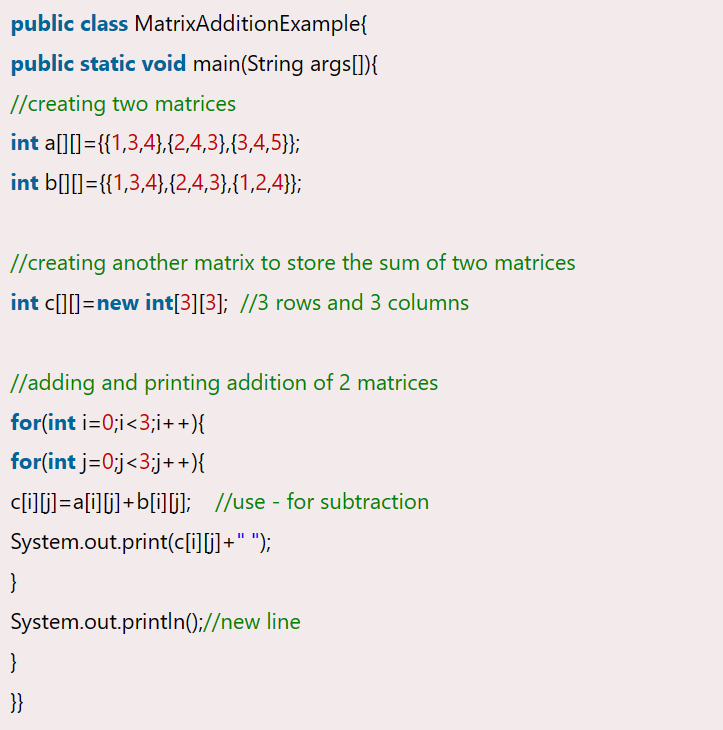 public class MatrixAdditionExample{
public static void main(String args[]){
//creating two matrices
int a[][]={{1,3,4},{2,4,3},{3,4,5}};
int b[][]={{1,3,4},{2,4,3},{1,2,4}};
//creating another matrix to store the sum of two matrices
int c[][]=new int[3][3];  //3 rows and 3 columns
//adding and printing addition of 2 matrices
for(int i=0;i<3;i++){
for(int j=0;j<3;j++){
c[i][j]=a[i][j]+b[i][j];    //use - for subtraction
System.out.print(c[i][j]+" ");
}
System.out.println();//new line
}
}}